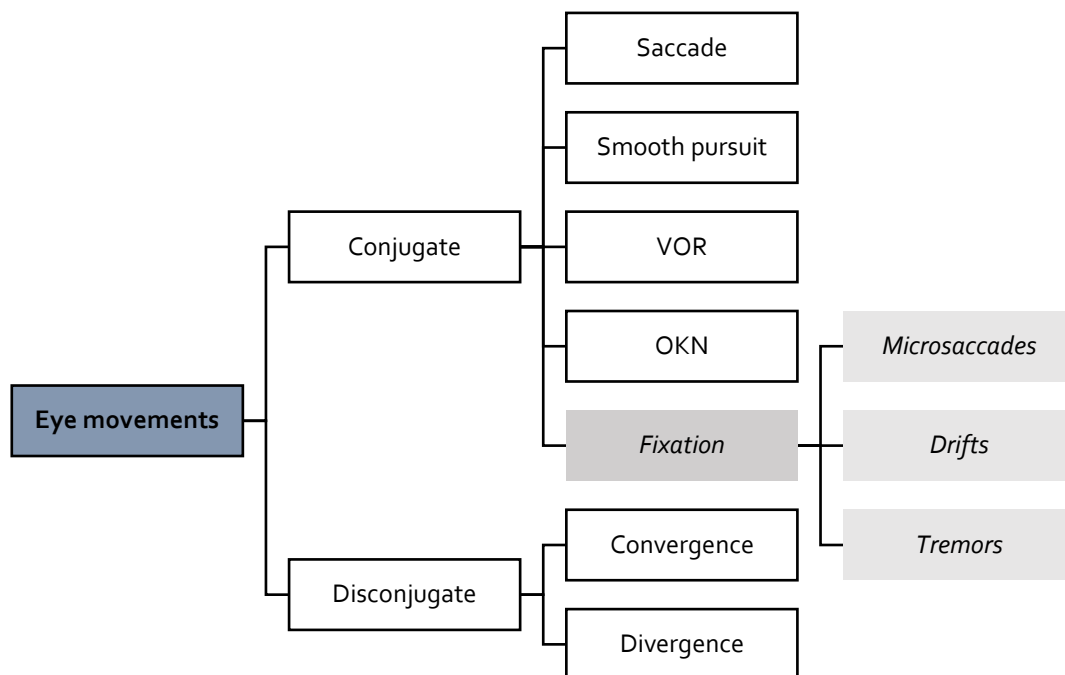 Saccade
Smooth pursuit
Conjugate
VOR
OKN
Microsaccades
Eye movements
Fixation
Drifts
Convergence
Tremors
Disconjugate
Divergence